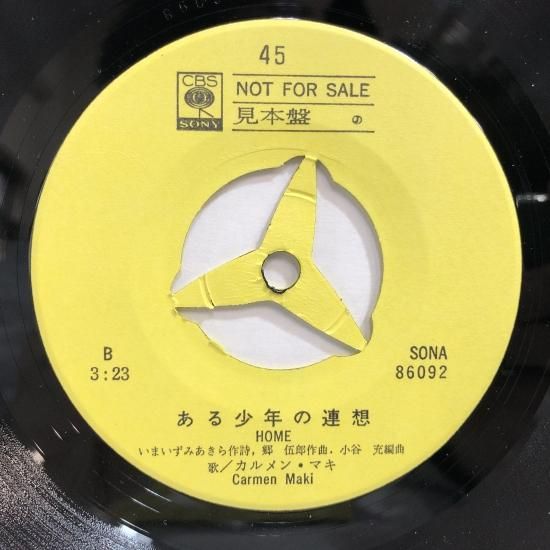 45
CBS
SONY
NOT FOR SALE
見本盤 の
B
3:23
SONA
86092
ある少年の連想
HOME
いまいずみあきら作詩, 郷 伍郎作曲・小谷 充編曲
歌/カルメン・マキ
Carmen Maki